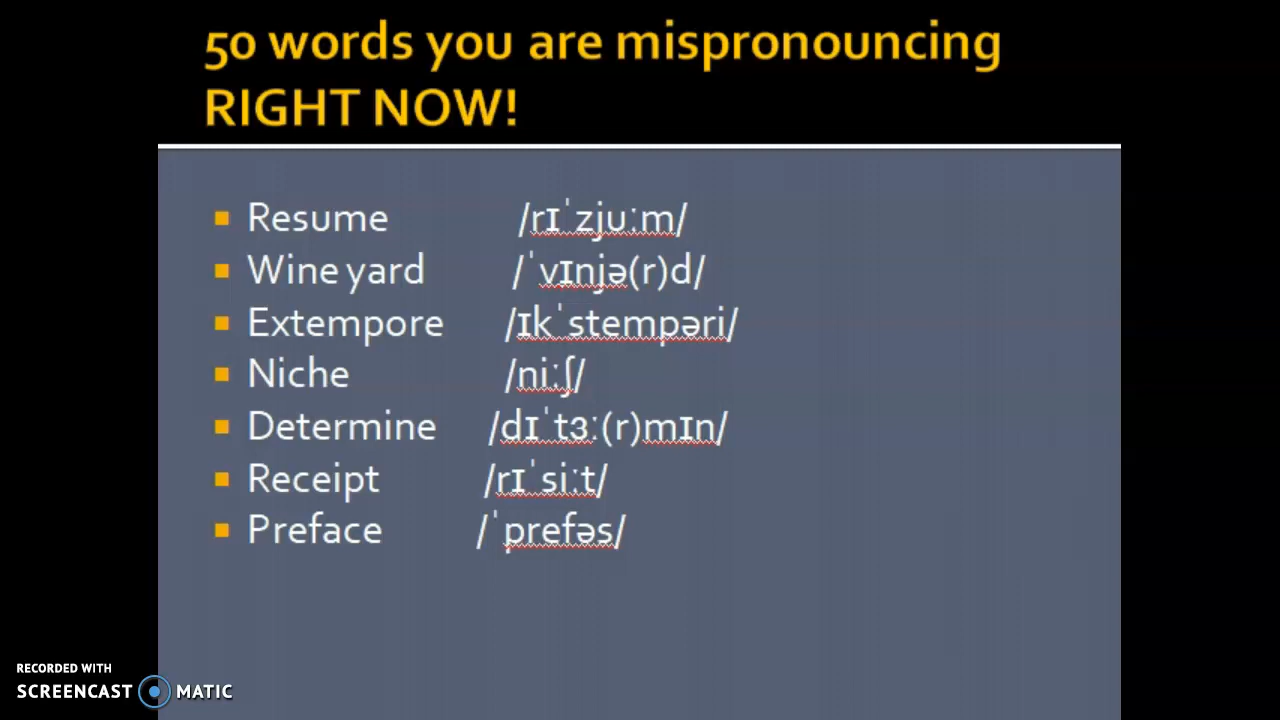 50 words you are mispronouncing
RIGHT NOW!
Resume /rɪˈzjuːm/
Wine yard /ˈvɪnjə(r)d/
Extempore /ɪkˈstempəri/
Niche /niːʃ/
Determine /dɪˈtɜː(r)mɪn/
Receipt /rɪˈsiːt/
Preface /ˈprefəs/
RECORDED WITH
SCREENCAST MATIC